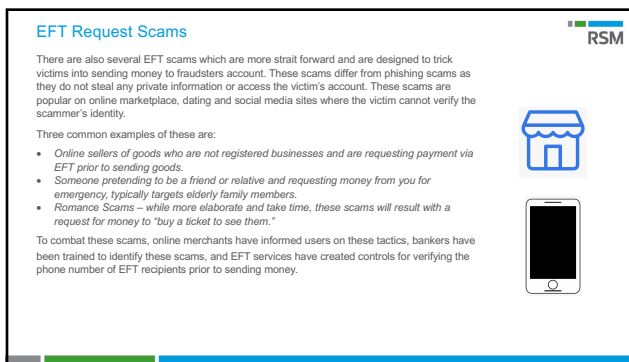 EFT Request Scams
RSM
There are also several EFT scams which are more strait forward and are designed to trick
victims into sending money to fraudsters account. These scams differ from phishing scams as
they do not steal any private information or access the victim's account. These scams are
popular on online marketplace, dating and social media sites where the victim cannot verify the
scammer's identity.
Three common examples of these are:
• Online sellers of goods who are not registered businesses and are requesting payment via
EFT prior to sending goods.
• Someone pretending to be a friend or relative and requesting money from you for
emergency, typically targets elderly family members.
• Romance Scams – while more elaborate and take time, these scams will result with a
request for money to “buy a ticket to see them.”
To combat these scams, online merchants have informed users on these tactics, bankers have
been trained to identify these scams, and EFT services have created controls for verifying the
phone number of EFT recipients prior to sending money.